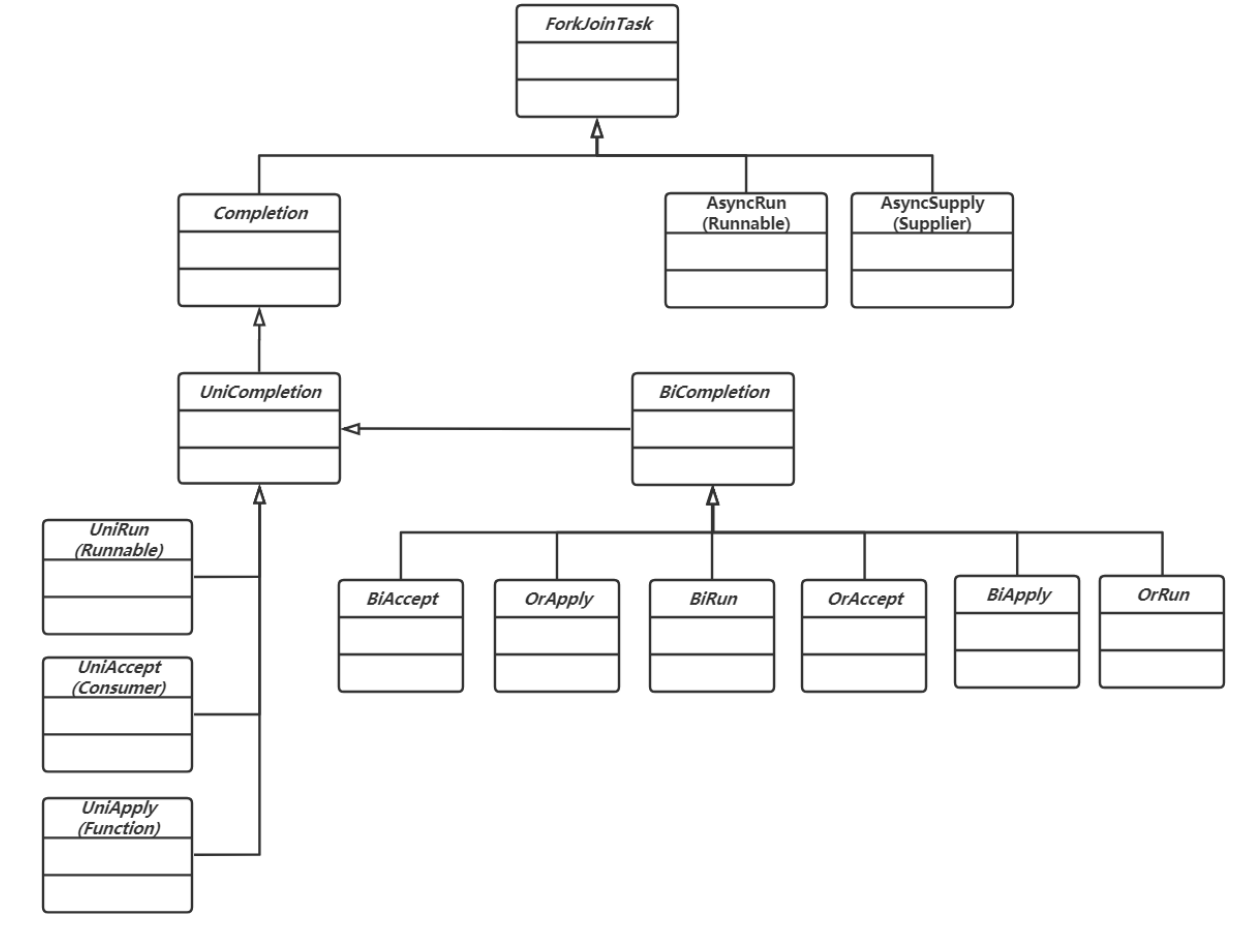 ForkJoinTask
Completion
AsyncRun
(Runnable)
AsyncSupply
(Supplier)
UniCompletion
BiCompletion
UniRun
(Runnable)
UniAccept
(Consumer)
UniApply
(Function)
BiAccept
OrApply
BiRun
OrAccept
BiApply
OrRun